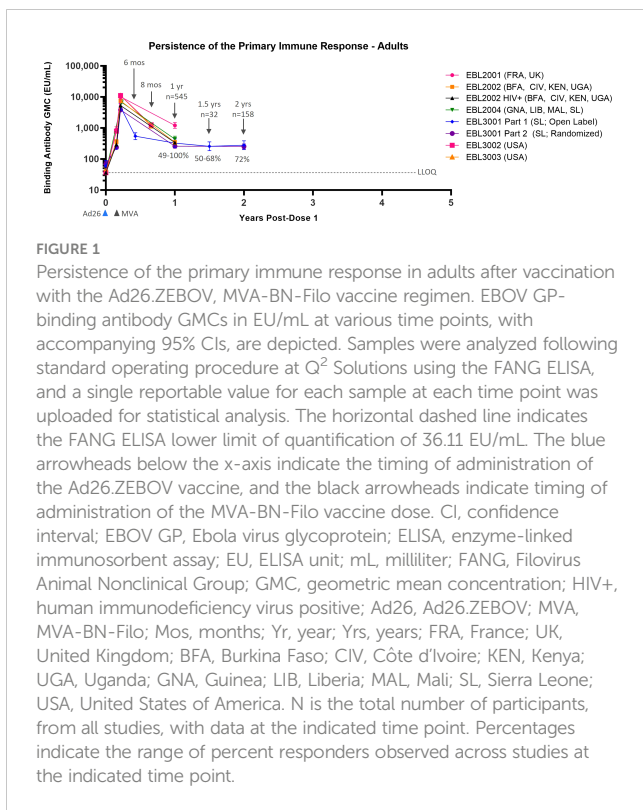 Persistence of the Primary Immune Response - Adults
Binding Antibody GMC (EU/mL)
100,000
10,000
1,000
100
10
6 mos
8 mos
1 yr
n=545
1.5 yrs
n=32
2 yrs
n=158
49-100%
50-68%
72%
LLOQ
0
1
2
3
4
5
Ad26
MVA
Years Post-Dose 1
EBL2001 (FRA, UK)
EBL2002 (BFA, CIV, KEN, UGA)
EBL2002 HIV+ (BFA, CIV, KEN, UGA)
EBL2004 (GNA, LIB, MAL, SL)
EBL3001 Part 1 (SL; Open Label)
EBL3001 Part 2 (SL; Randomized)
EBL3002 (USA)
EBL3003 (USA)
FIGURE 1
Persistence of the primary immune response in adults after vaccination
with the Ad26.ZEBOV, MVA-BN-Filo vaccine regimen. EBOV GP-
binding antibody GMCs in EU/mL at various time points, with
accompanying 95% CIs, are depicted. Samples were analyzed following
standard operating procedure at Q² Solutions using the FANG ELISA,
and a single reportable value for each sample at each time point was
uploaded for statistical analysis. The horizontal dashed line indicates
the FANG ELISA lower limit of quantification of 36.11 EU/mL. The blue
arrowheads below the x-axis indicate the timing of administration of
the Ad26.ZEBOV vaccine, and the black arrowheads indicate timing of
administration of the MVA-BN-Filo vaccine dose. CI, confidence
interval; EBOV GP, Ebola virus glycoprotein; ELISA, enzyme-linked
immunosorbent assay; EU, ELISA unit; mL, milliliter; FANG, Filovirus
Animal Nonclinical Group; GMC, geometric mean concentration; HIV+,
human immunodeficiency virus positive; Ad26, Ad26.ZEBOV; MVA,
MVA-BN-Filo; Mos, months; Yr, year; Yrs, years; FRA, France; UK,
United Kingdom; BFA, Burkina Faso; CIV, Côte d'Ivoire; KEN, Kenya;
UGA, Uganda; GNA, Guinea; LIB, Liberia; MAL, Mali; SL, Sierra Leone;
USA, United States of America. N is the total number of participants,
from all studies, with data at the indicated time point. Percentages
indicate the range of percent responders observed across studies at
the indicated time point.